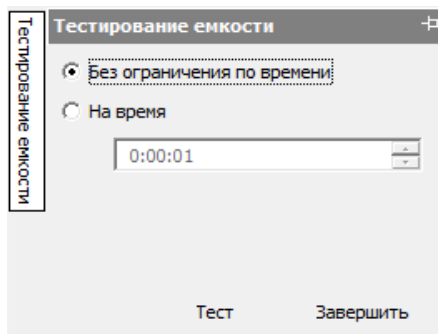 Тестирование емкости
Тестирование емкости
Без ограничения по времени
На время
0:00:01
Тест Завершить